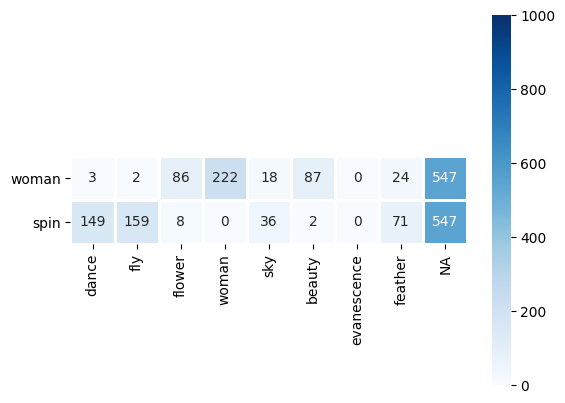 1000
800
600
400
200
0
woman 3 2 86 222 18 87 0 24 547
spin 149 159 8 0 36 2 0 71 547
dance fly flower woman sky beauty evanescence feather NA